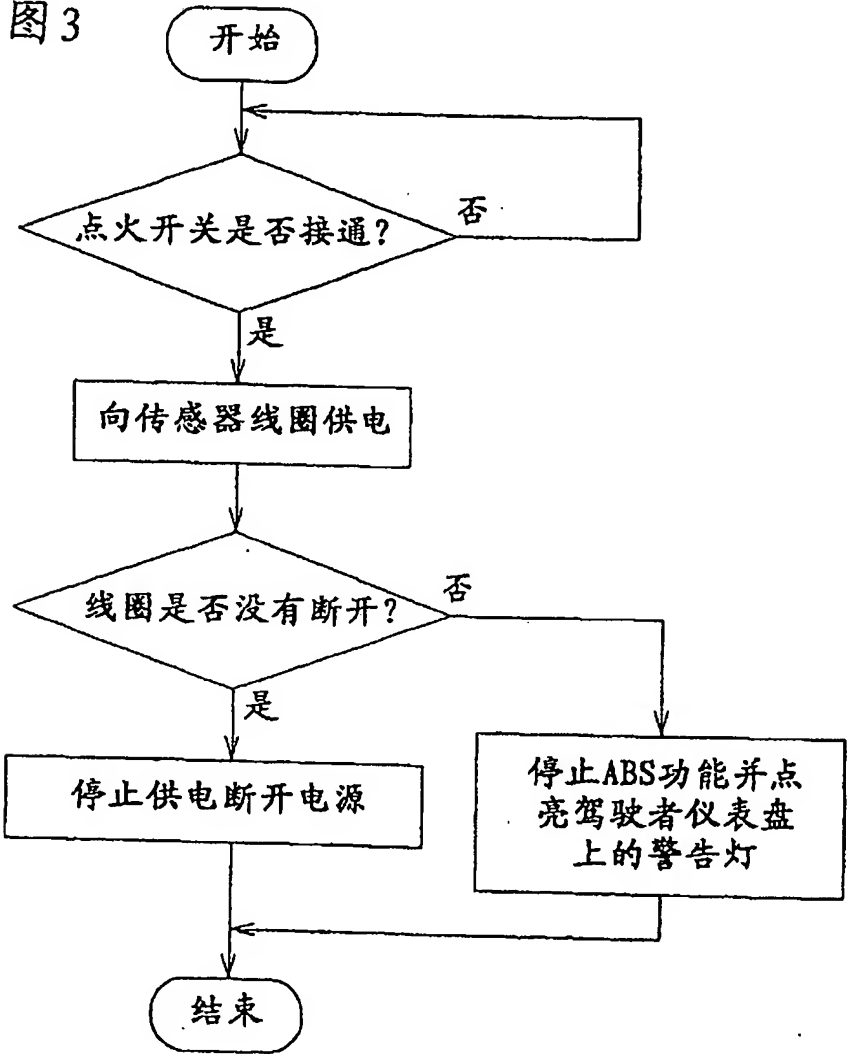 图3
开始
点火开关是否接通?
否
是
向传感器线圈供电
线圈是否没有断开?
否
是
停止供电断开电源
停止ABS功能并点
亮驾驶者仪表盘
上的警告灯
结束